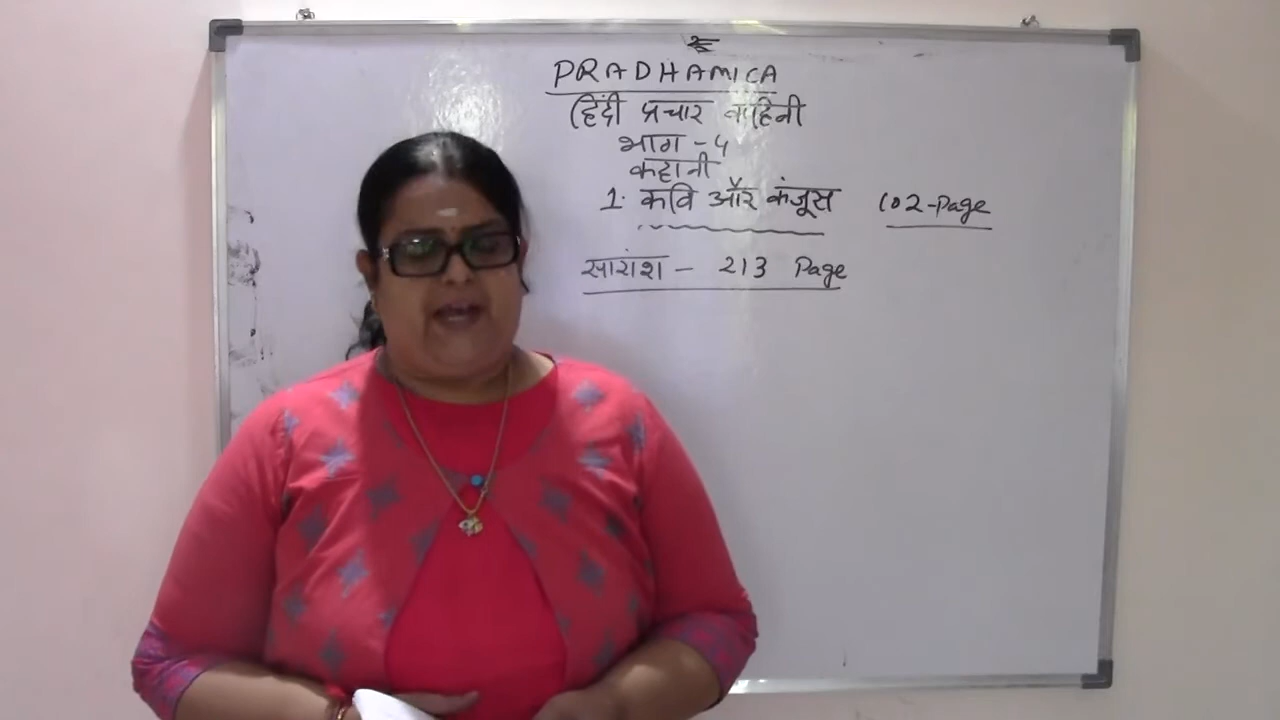 PRADHAMICA
हिंदी प्रचार वाहिनी
भाग - 4
कहानी
1. कवि और कंजूस 102-Page
सारांश - 213 Page